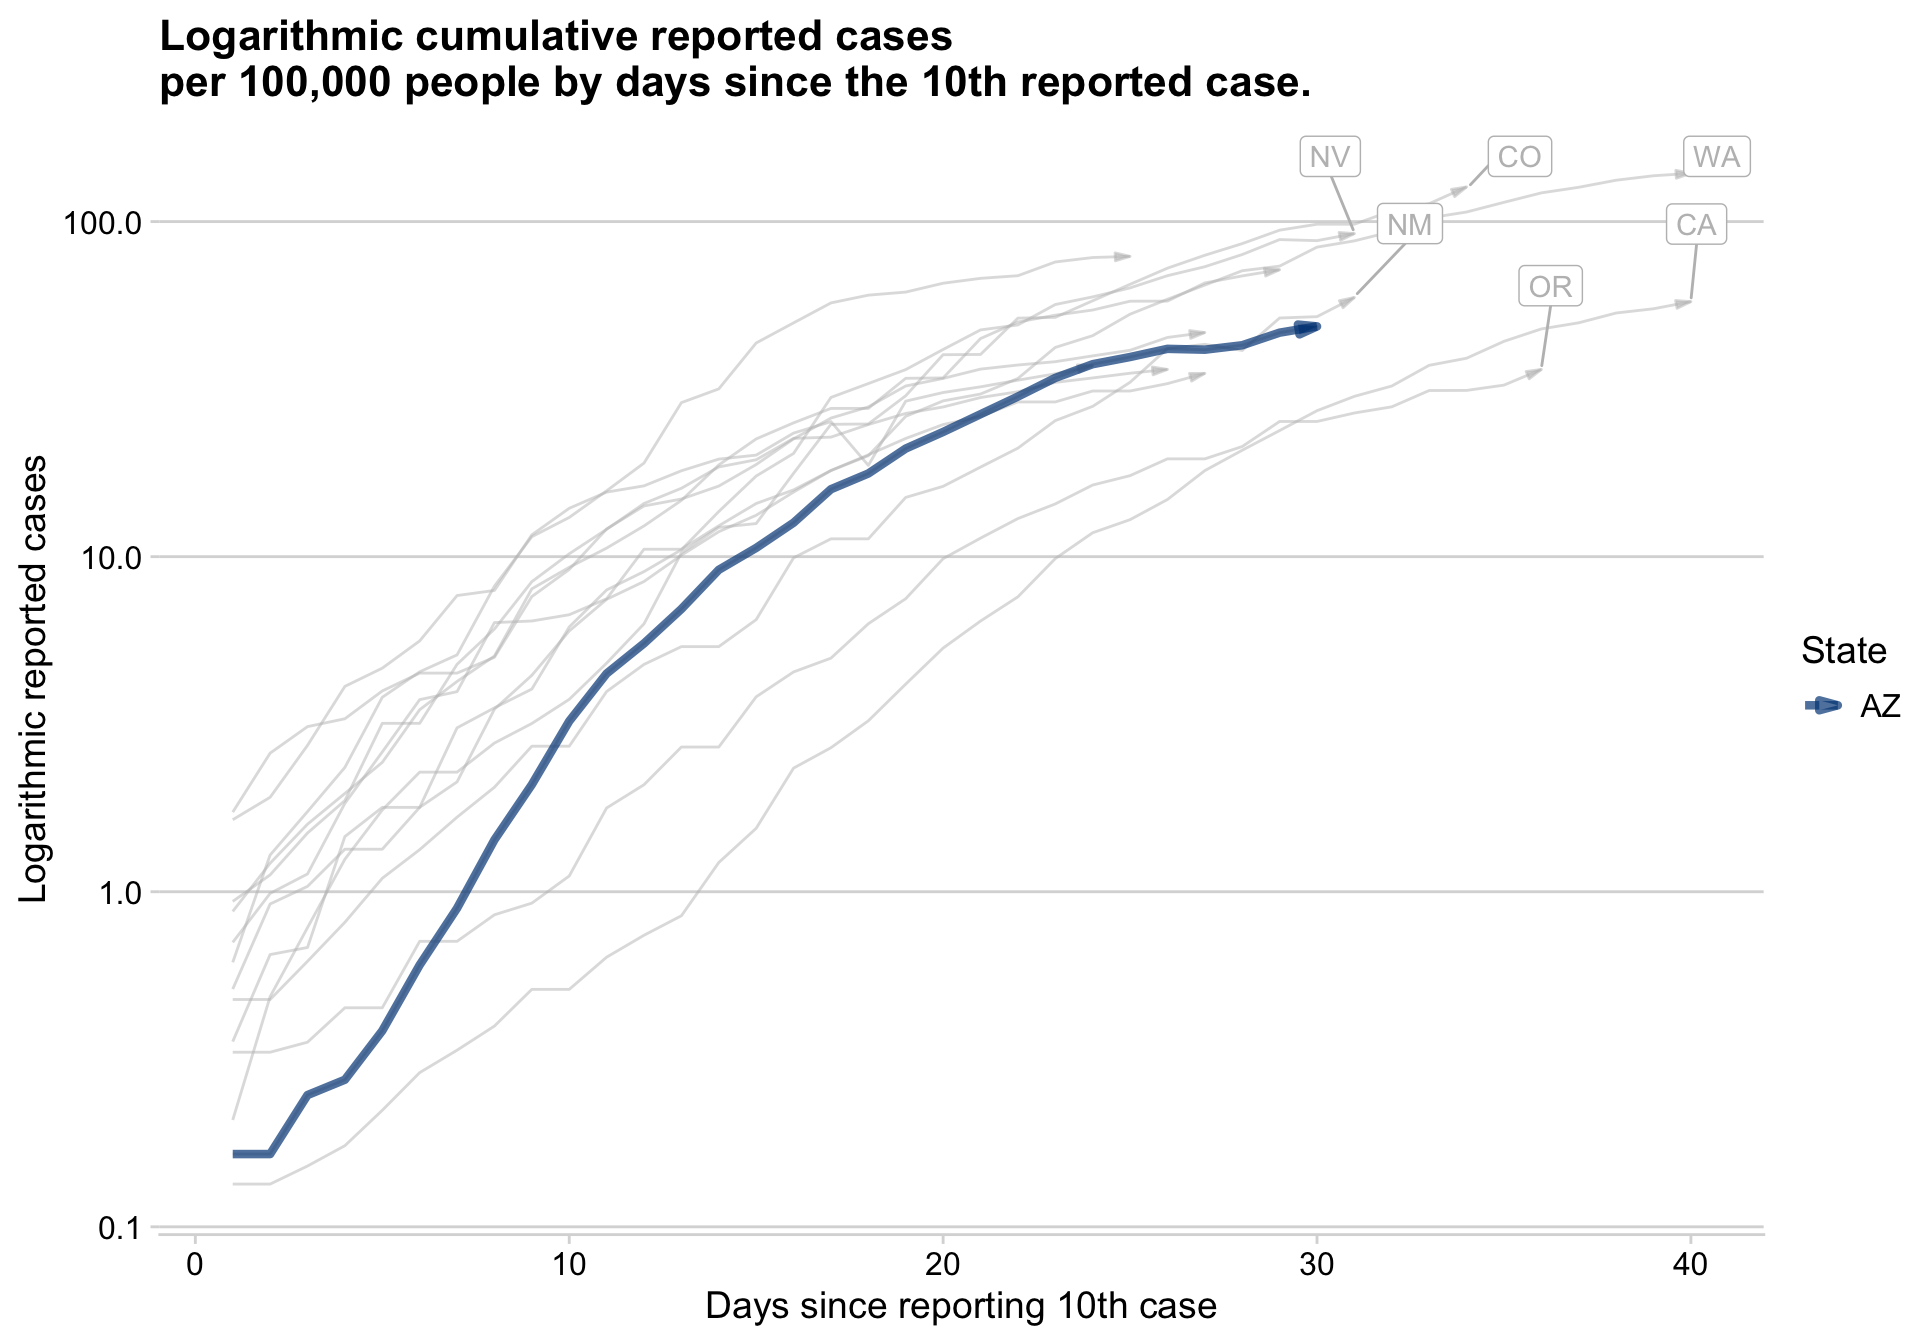 Logarithmic cumulative reported cases
per 100,000 people by days since the 10th reported case.
NV
CO
WA
NM
CA
OR
100.0
10.0
1.0
0.1
Logarithmic reported cases
0
10
20
30
40
Days since reporting 10th case
State
AZ